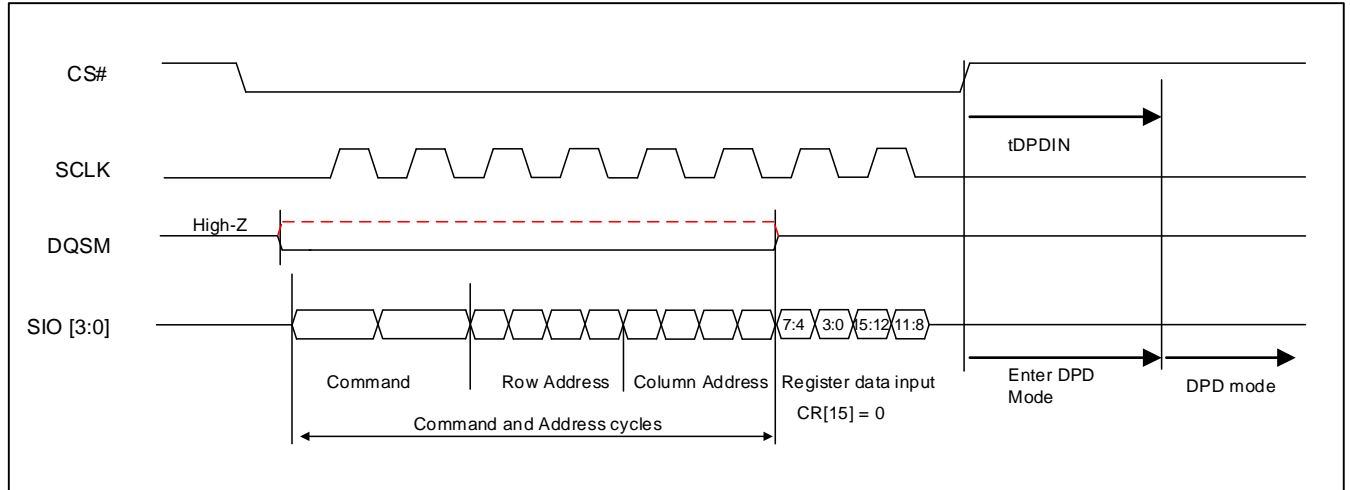 CS#
tDPDIN
SCLK
High-Z
DQSM
SIO [3:0]
7:4 3:0 15:12 11:8
Command Row Address Column Address Register data input
Enter DPD
Mode
DPD mode
CR[15] = 0
Command and Address cycles